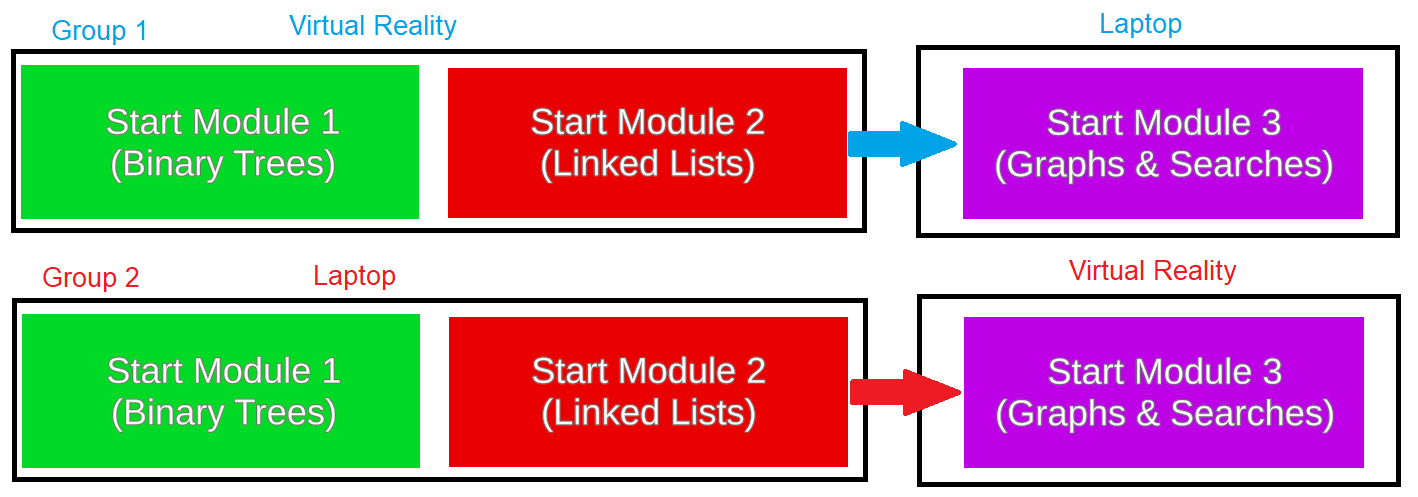 Group 1
Virtual Reality
Laptop
Start Module 1
(Binary Trees)
Start Module 2
(Linked Lists)
Start Module 3
(Graphs & Searches)
Group 2
Laptop
Virtual Reality
Start Module 1
(Binary Trees)
Start Module 2
(Linked Lists)
Start Module 3
(Graphs & Searches)